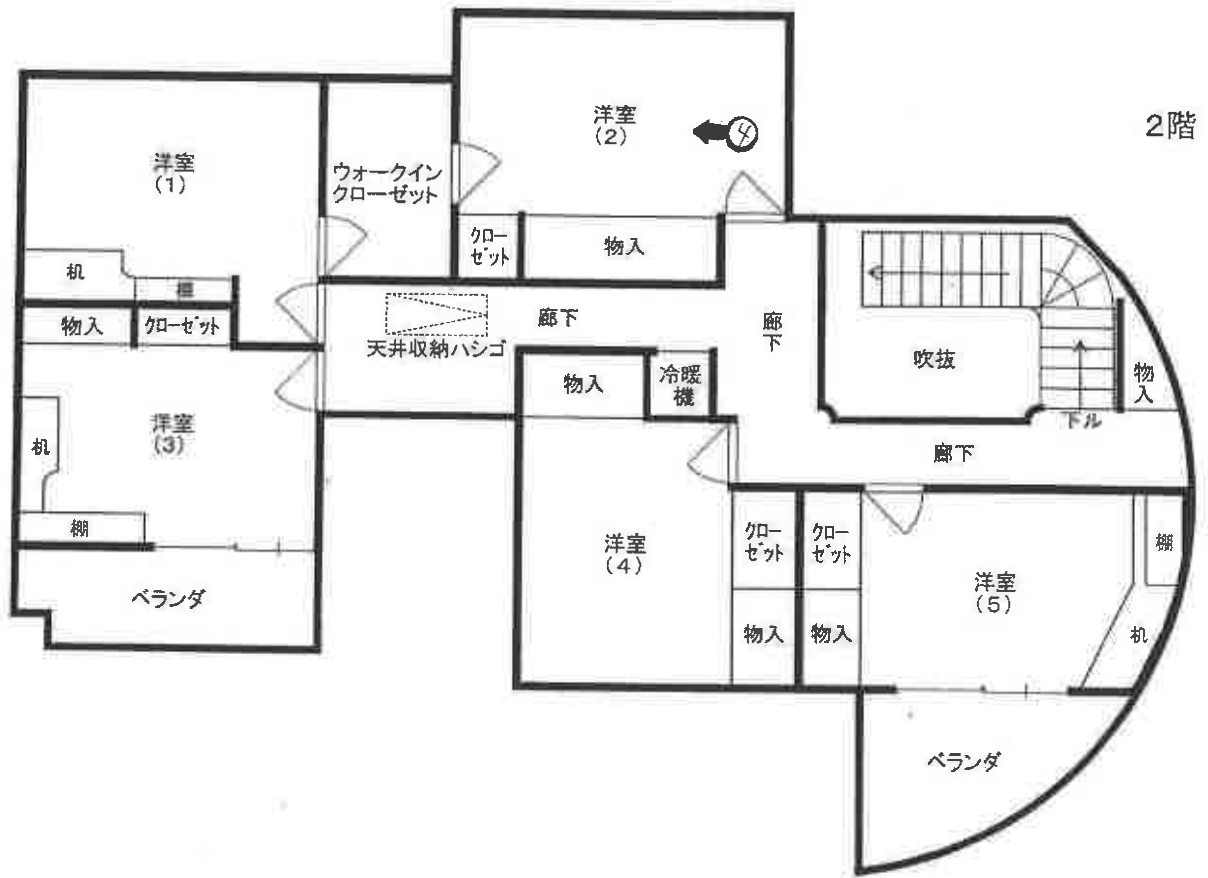 2階
洋室
(1)
ウォークイン
クローゼット
洋室
(2)
④
机
棚
クロー
ゼット
物入
物入
クローゼット
廊下
天井収納ハシゴ
廊下
吹抜
物
入
下ル
物入
冷暖
機
廊下
洋室
(3)
机
棚
ベランダ
洋室
(4)
クロー
ゼット
クロー
ゼット
物入
物入
洋室
(5)
棚
机
ベランダ